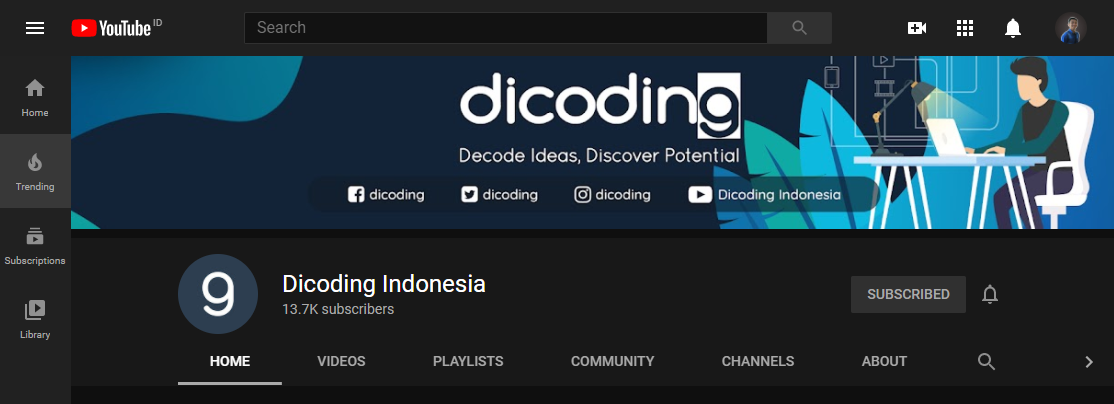 YouTube ID
Search
Home
Trending
Subscriptions
Library
dicoding
Decode Ideas, Discover Potential
dicoding dicoding dicoding Dicoding Indonesia
g
Dicoding Indonesia
13.7K subscribers
SUBSCRIBED
HOME VIDEOS PLAYLISTS COMMUNITY CHANNELS ABOUT